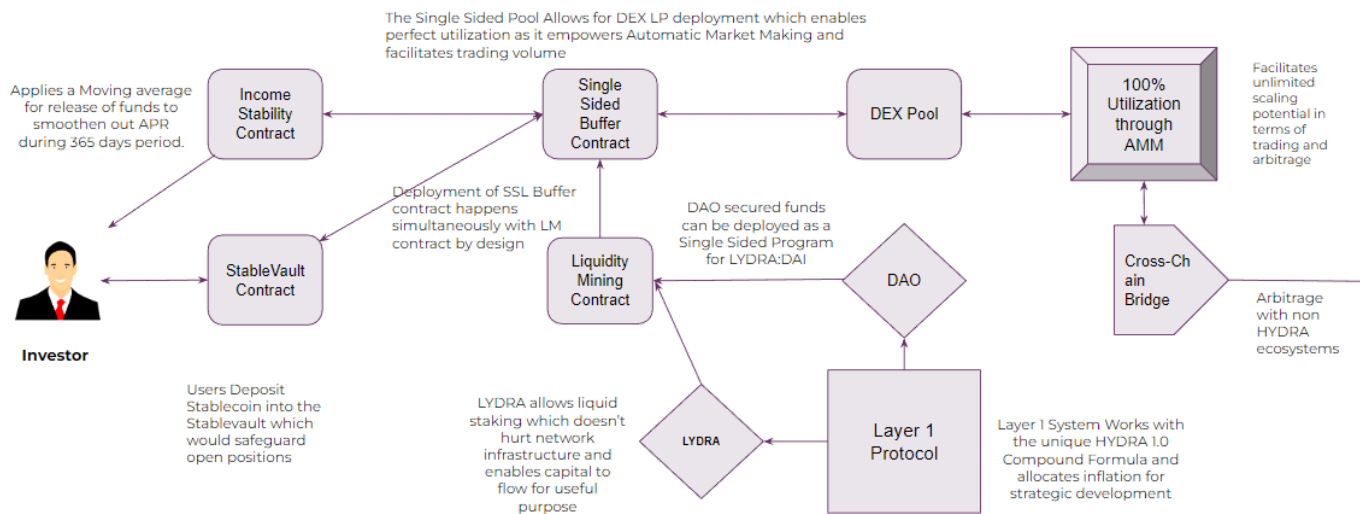 The Single Sided Pool Allows for DEX LP deployment which enables
perfect utilization as it empowers Automatic Market Making and
facilitates trading volume
Applies a Moving average
for release of funds to
smoothen out APR
during 365 days period.
Income
Stability
Contract
Single
Sided
Buffer
Contract
DEX Pool
100%
Utilization
through
AMM
Facilitates
unlimited
scaling
potential in
terms of
trading and
arbitrage
Deployment of SSL Buffer
contract happens
simultaneously with LM
contract by design
DAO secured funds
can be deployed as a
Single Sided Program
for LYDRA:DAI
Investor
StableVault
Contract
Liquidity
Mining
Contract
DAO
Cross-Ch
ain
Bridge
Arbitrage
with non
HYDRA
ecosystems
Users Deposit
Stablecoin into the
Stablevault which
would safeguard
open positions
LYDRA allows liquid
staking which doesn’t
hurt network
infrastructure and
enables capital to
flow for useful
purpose
LYDRA
Layer 1
Protocol
Layer 1 System Works with
the unique HYDRA 1.0
Compound Formula and
allocates inflation for
strategic development